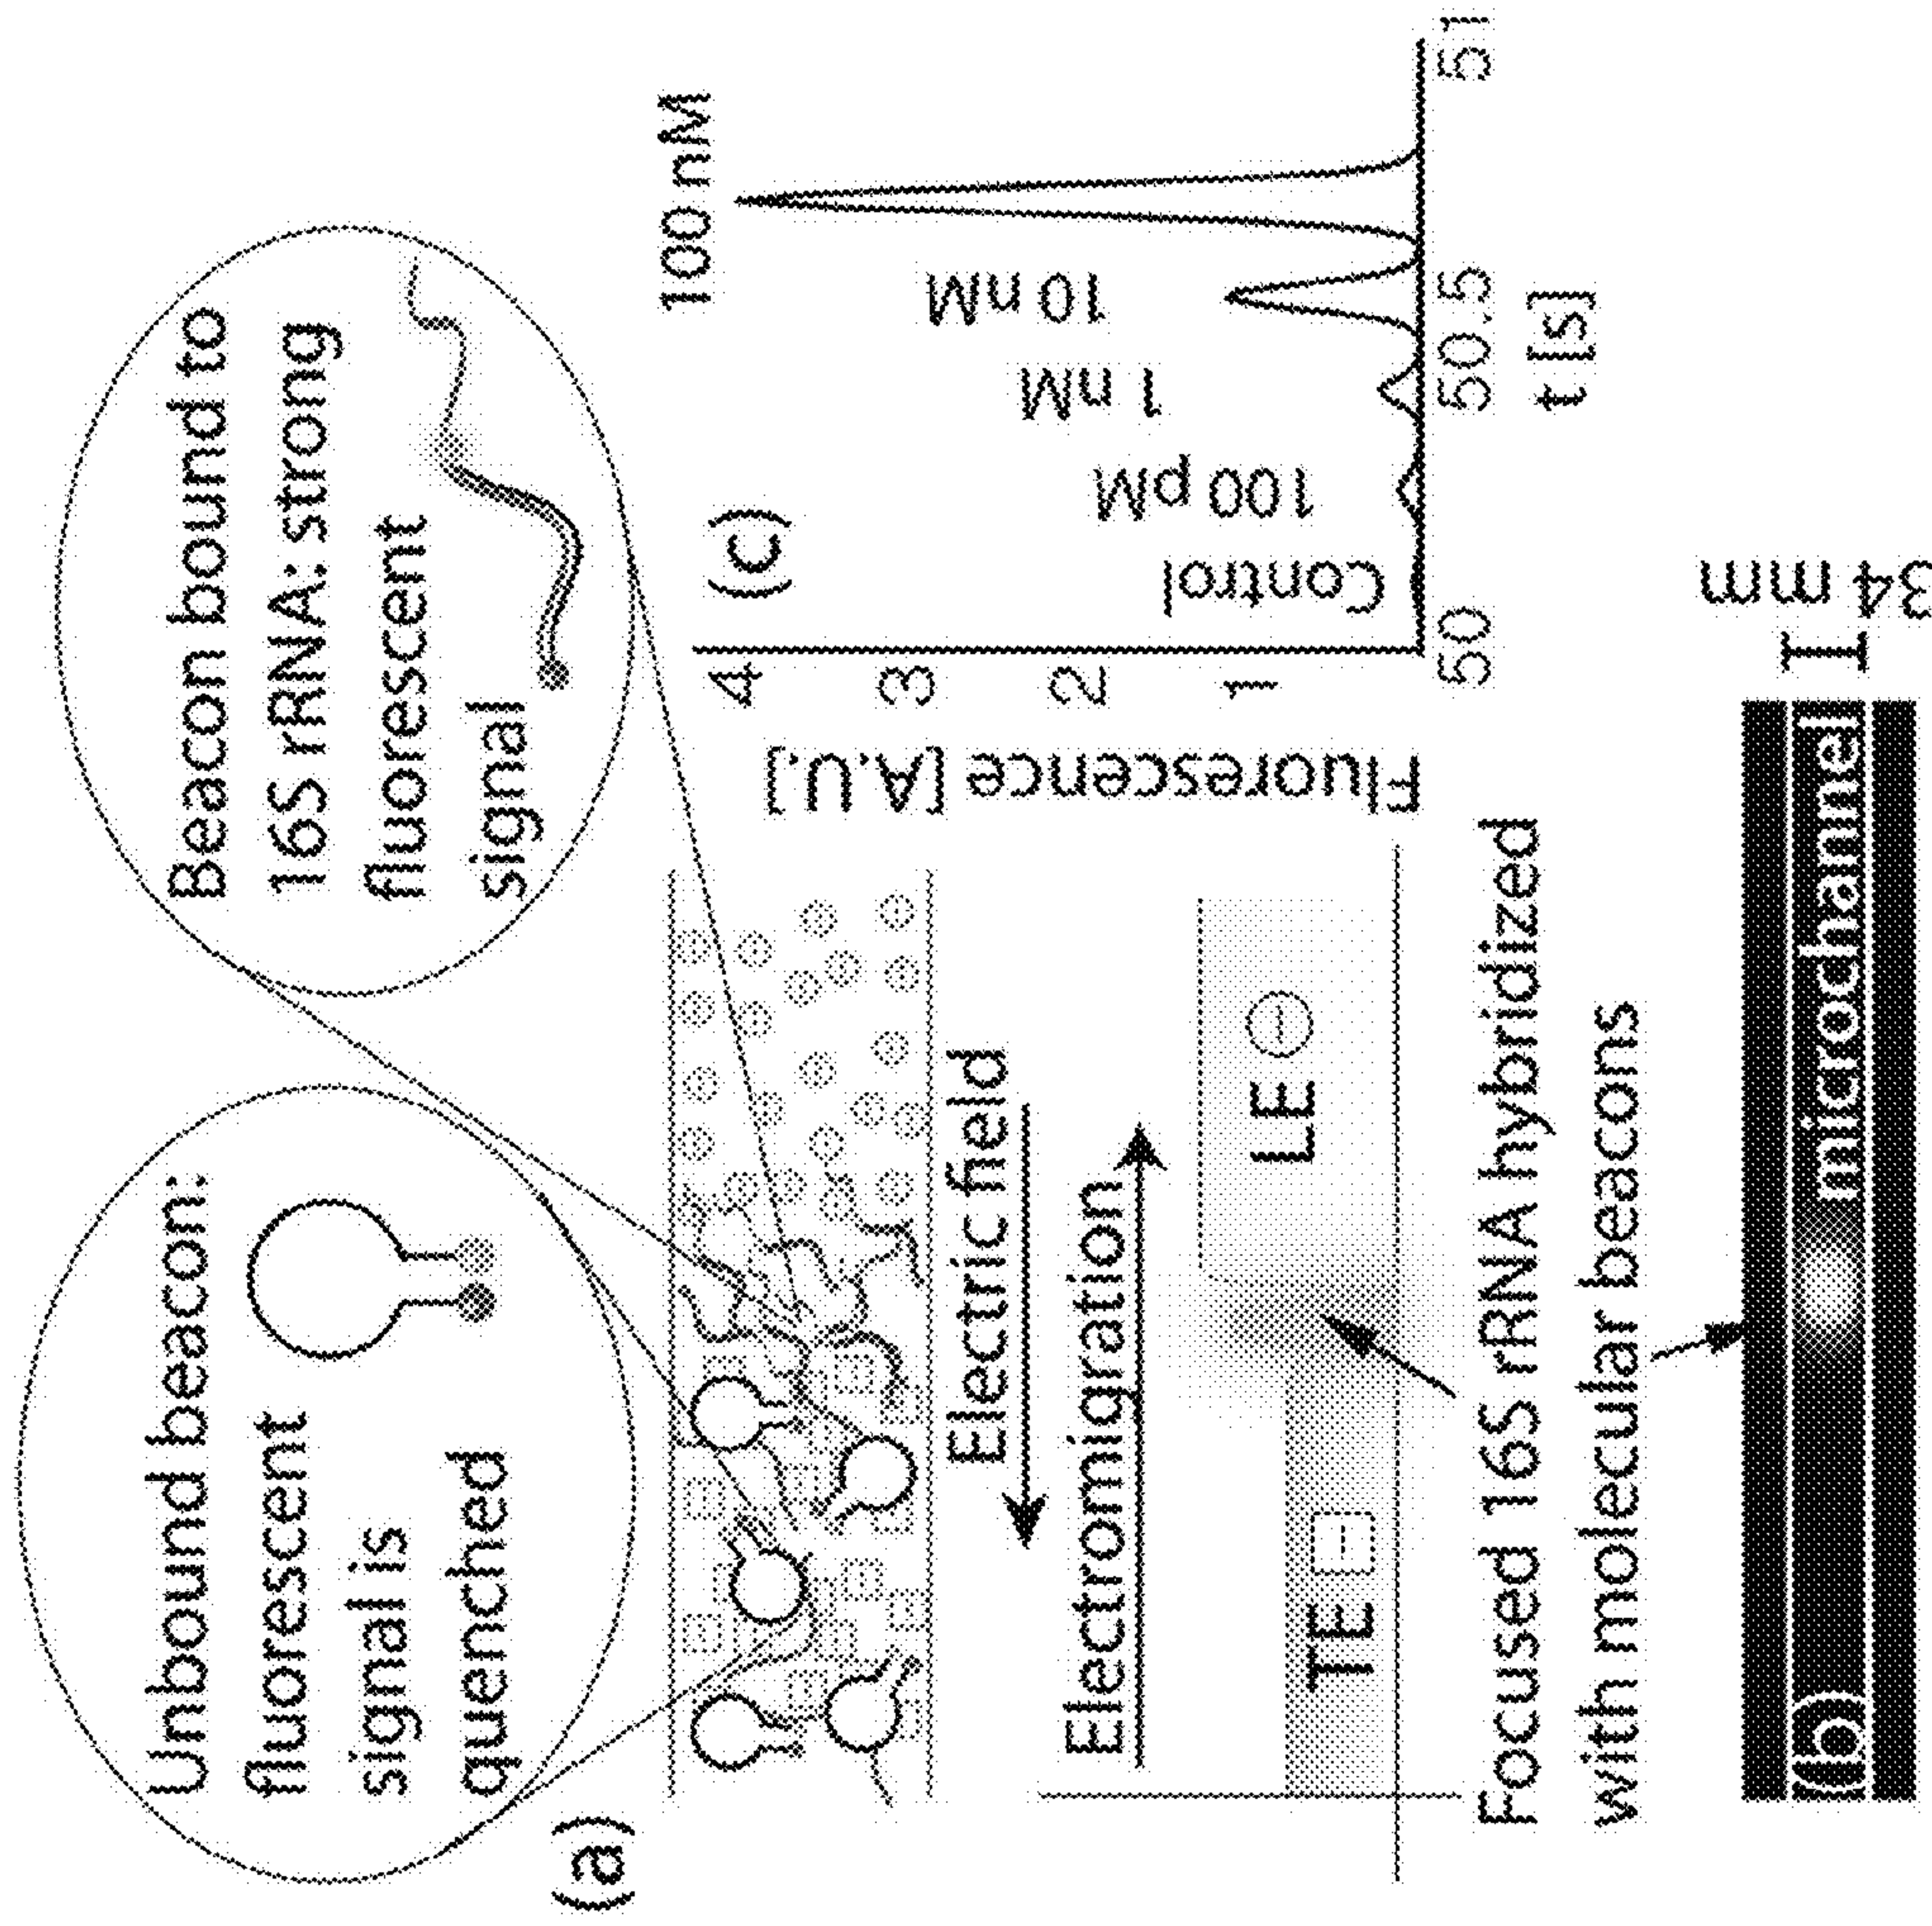 (a)
Unbound beacon:
fluorescent
signal is
quenched
Beacon bound to
16S rRNA: strong
fluorescent
signal
Electric field
Electromigration
TE
LE
Focused 16S rRNA hybridized
with molecular beacons
(b)
microchannel
34 mm
(c)
Fluorescence [A.U.]
4
3
2
1
Control
100 pM
1 nM
10 nM
100 nM
50
50.5
51
t [s]